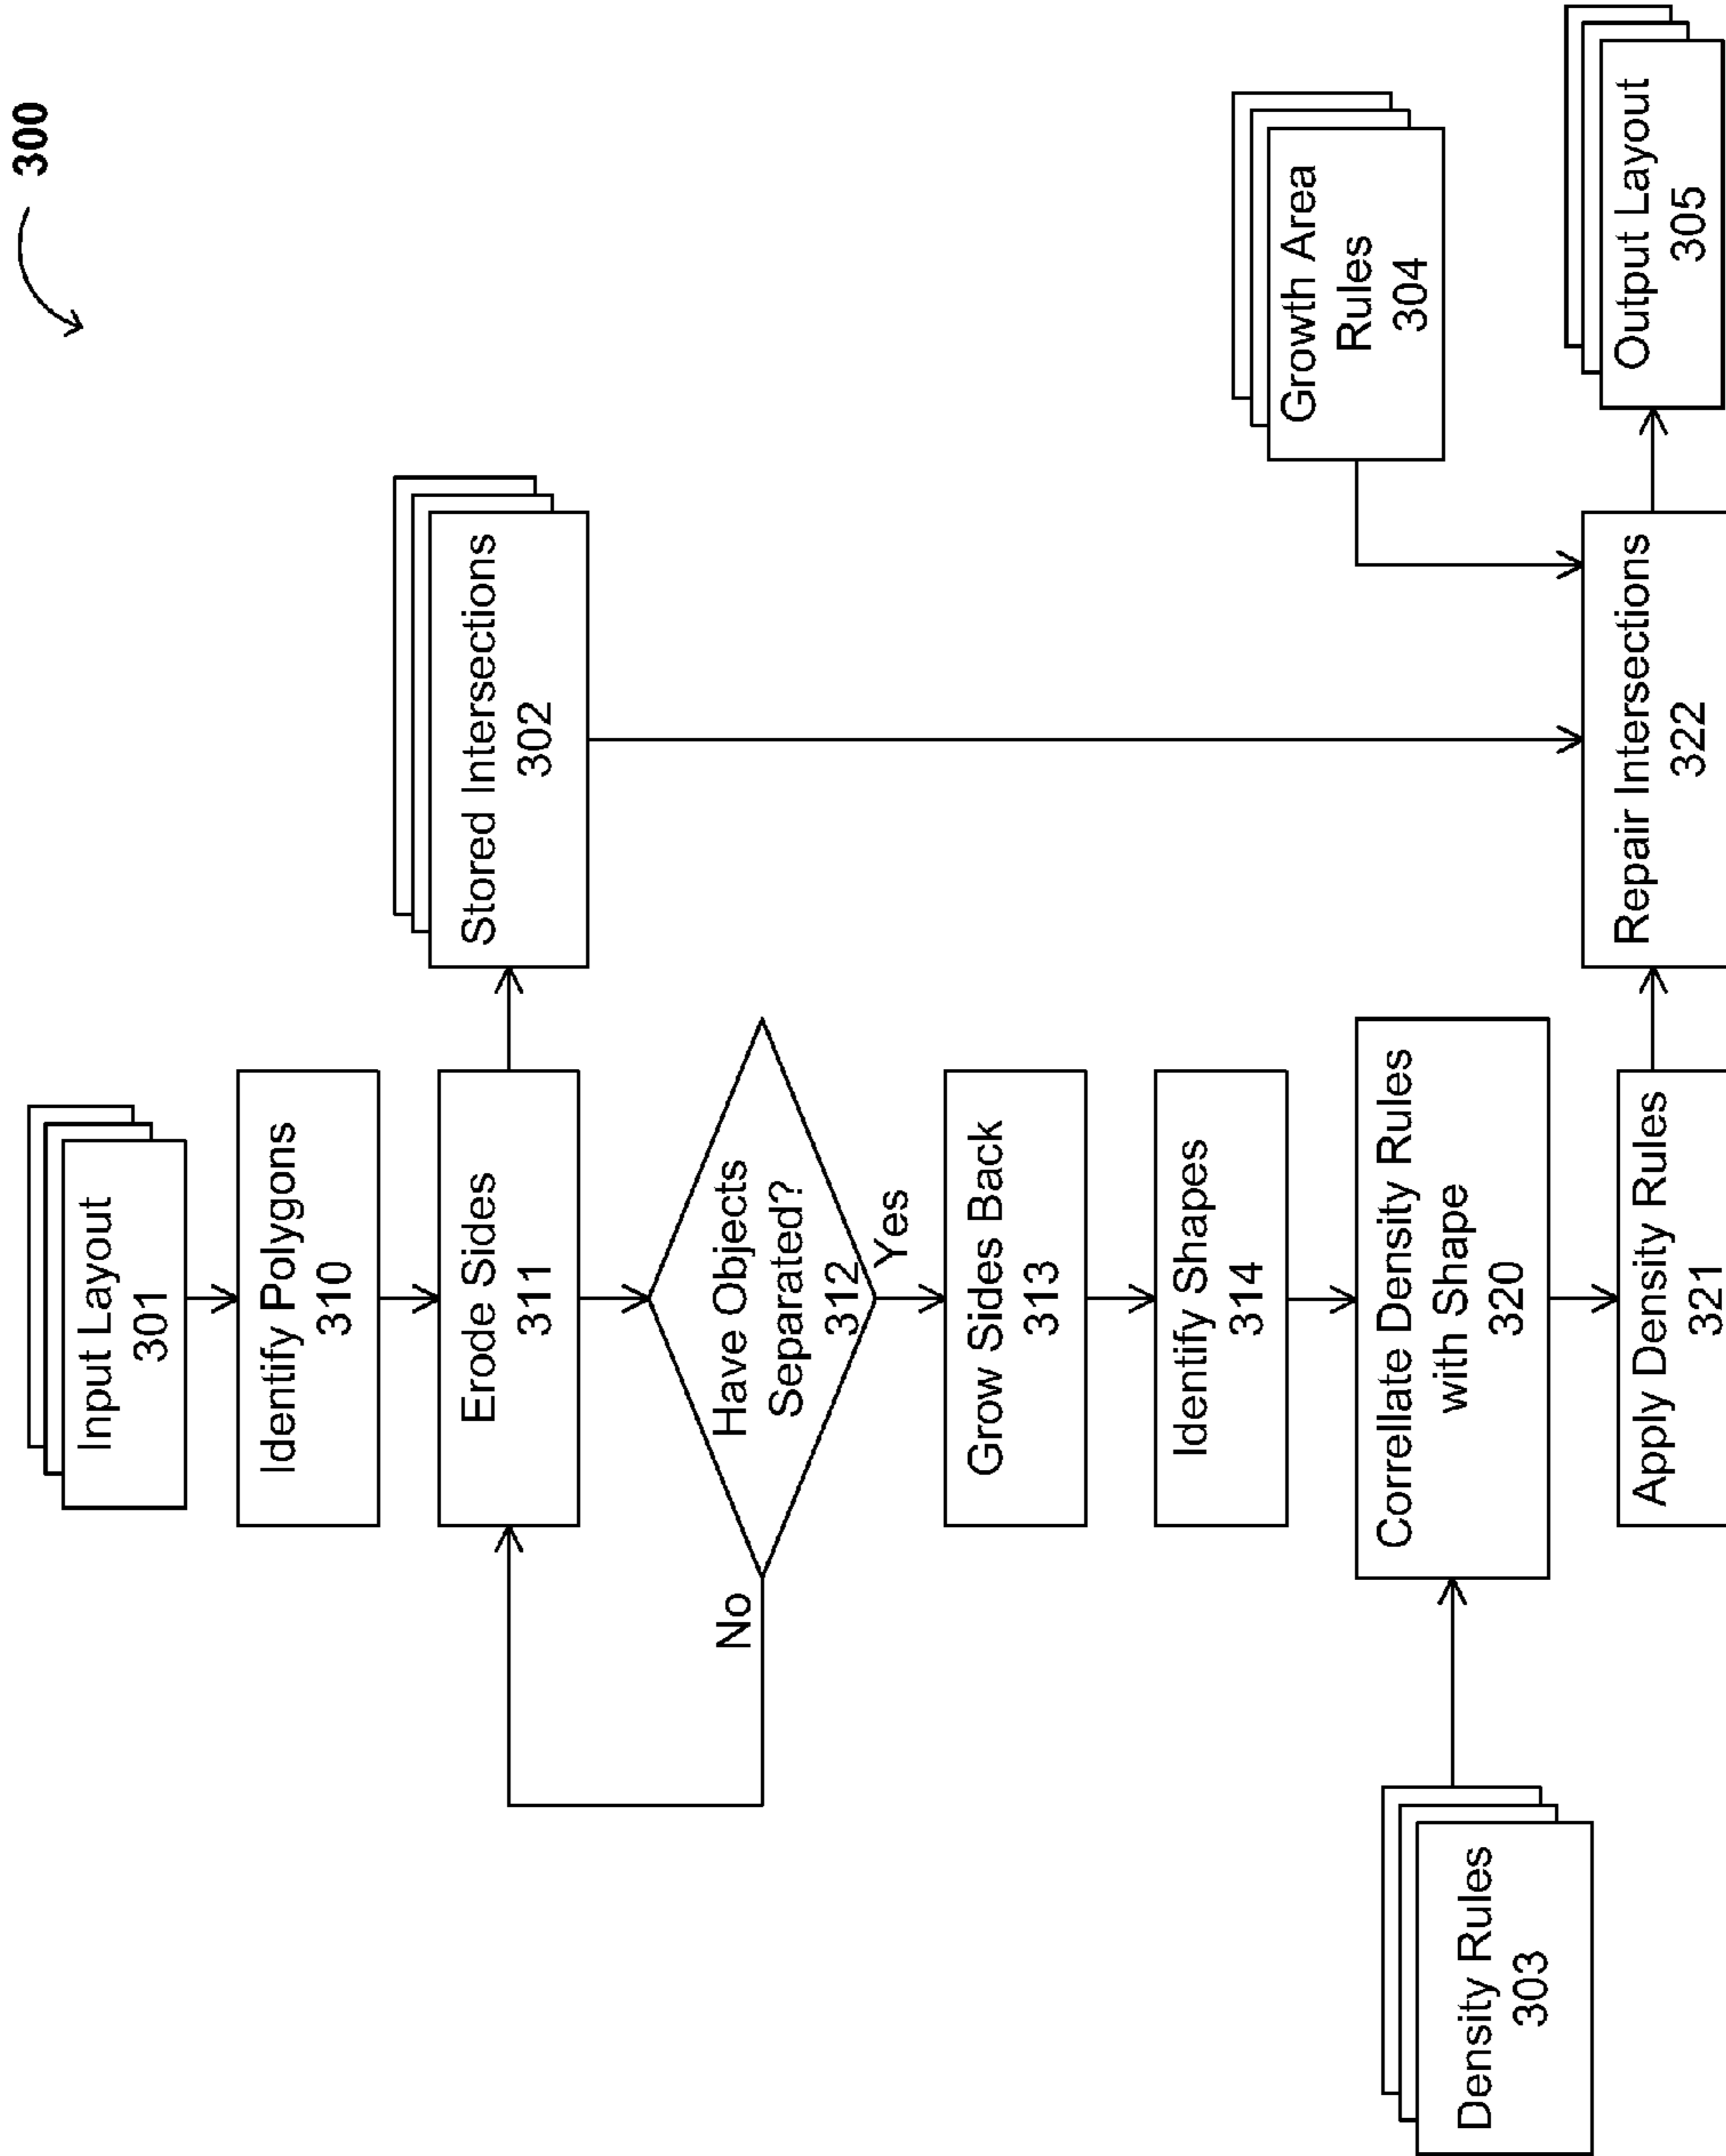 300
Input Layout
301
Identify Polygons
310
Erode Sides
311
Stored Intersections
302
Have Objects
Separated?
312
No
Yes
Grow Sides Back
313
Identify Shapes
314
Density Rules
303
Correllate Density Rules
with Shape
320
Growth Area
Rules
304
Apply Density Rules
321
Repair Intersections
322
Output Layout
305